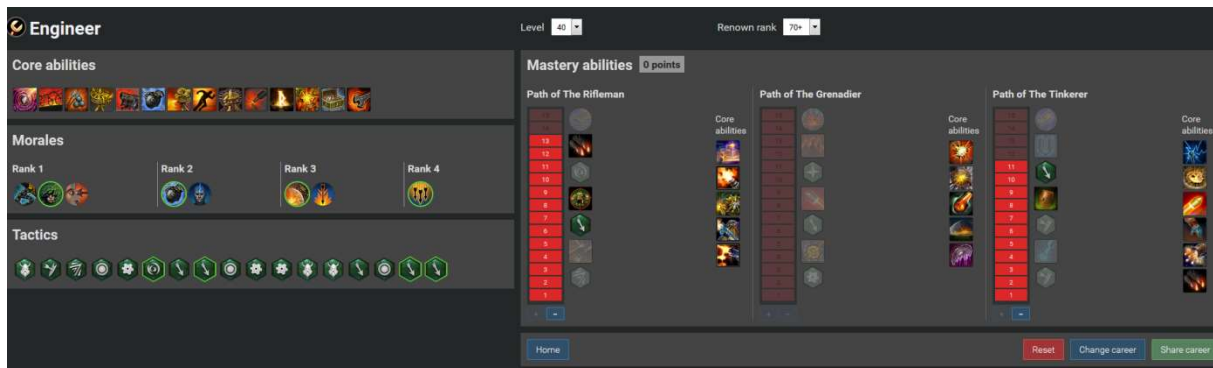 Engineer
Level 40
Renown rank 70+
Core abilities
Morales
Rank 1
Rank 2
Rank 3
Rank 4
Tactics
Mastery abilities 0 points
Path of The Rifleman
13
12
11
10
9
8
7
6
5
4
3
2
1
+ -
Core
abilities
Path of The Grenadier
+ -
Core
abilities
Path of The Tinkerer
11
10
9
8
7
6
5
4
3
2
1
+ -
Core
abilities
Home
Reset
Change career
Share career